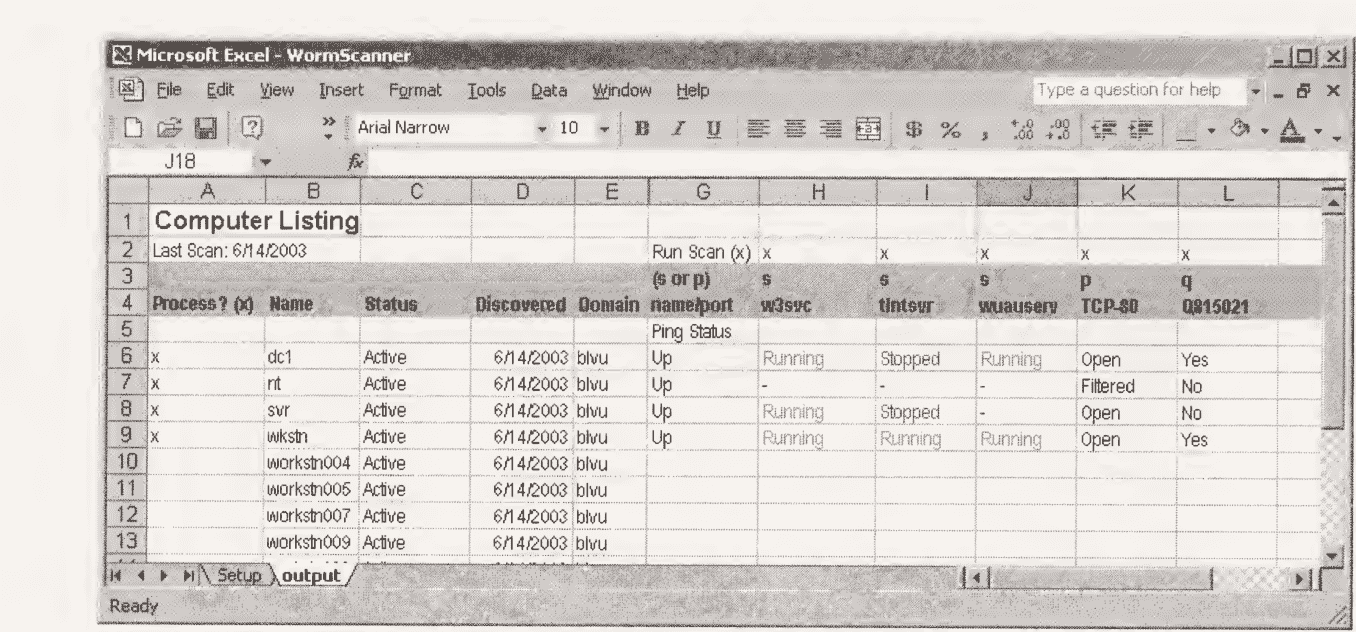 Microsoft Excel - WormScanner
File Edit View Insert Format Tools Data Window Help Type a question for help
Arial Narrow 10 B I U $ % ,
J18 fx
A B C D E G H I J K L
1 Computer Listing
2 Last Scan: 6/14/2003 Run Scan (x) x x x x x
3 (s or p) s s s p q
4 Process? (x) Name Status Discovered Domain name/port w3svc tlntsvr wuauserv TCP-80 Q815021
5 Ping Status
6 x dc1 Active 6/14/2003 blvu Up Running Stopped Running Open Yes
7 x nt Active 6/14/2003 blvu Up - - - Filtered No
8 x svr Active 6/14/2003 blvu Up Running Stopped - Open No
9 x wkstn Active 6/14/2003 blvu Up Running Running Running Open Yes
10 workstn004 Active 6/14/2003 blvu
11 workstn005 Active 6/14/2003 blvu
12 workstn007 Active 6/14/2003 blvu
13 workstn009 Active 6/14/2003 blvu
Setup output
Ready